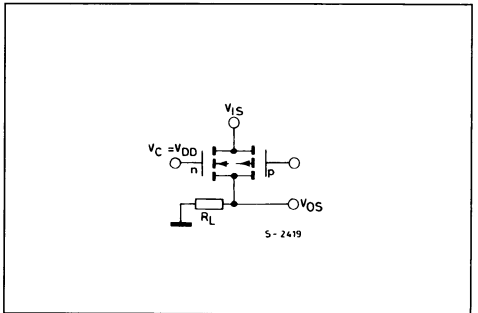 VIS
VC = VDD
n
p
RL
VOS
S-2419